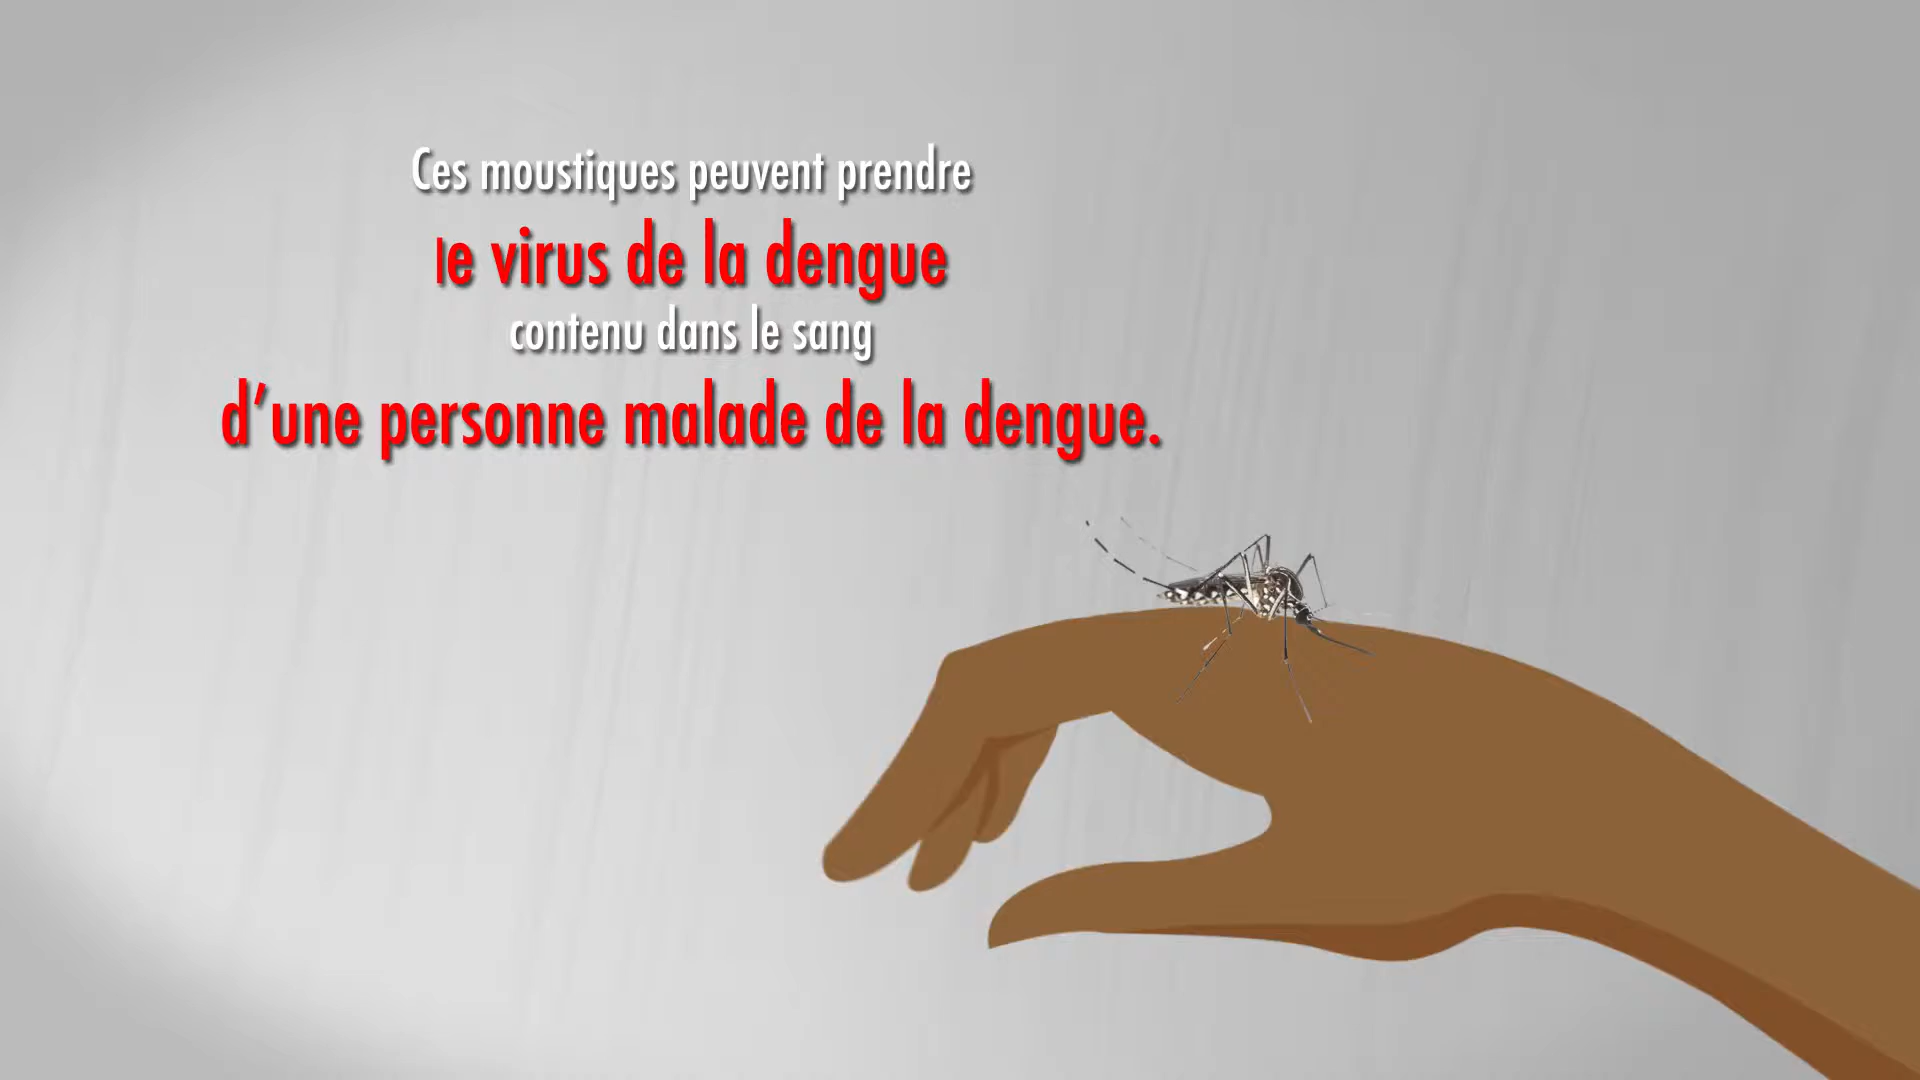 Ces moustiques peuvent prendre
le virus de la dengue
contenu dans le sang
d’une personne malade de la dengue.